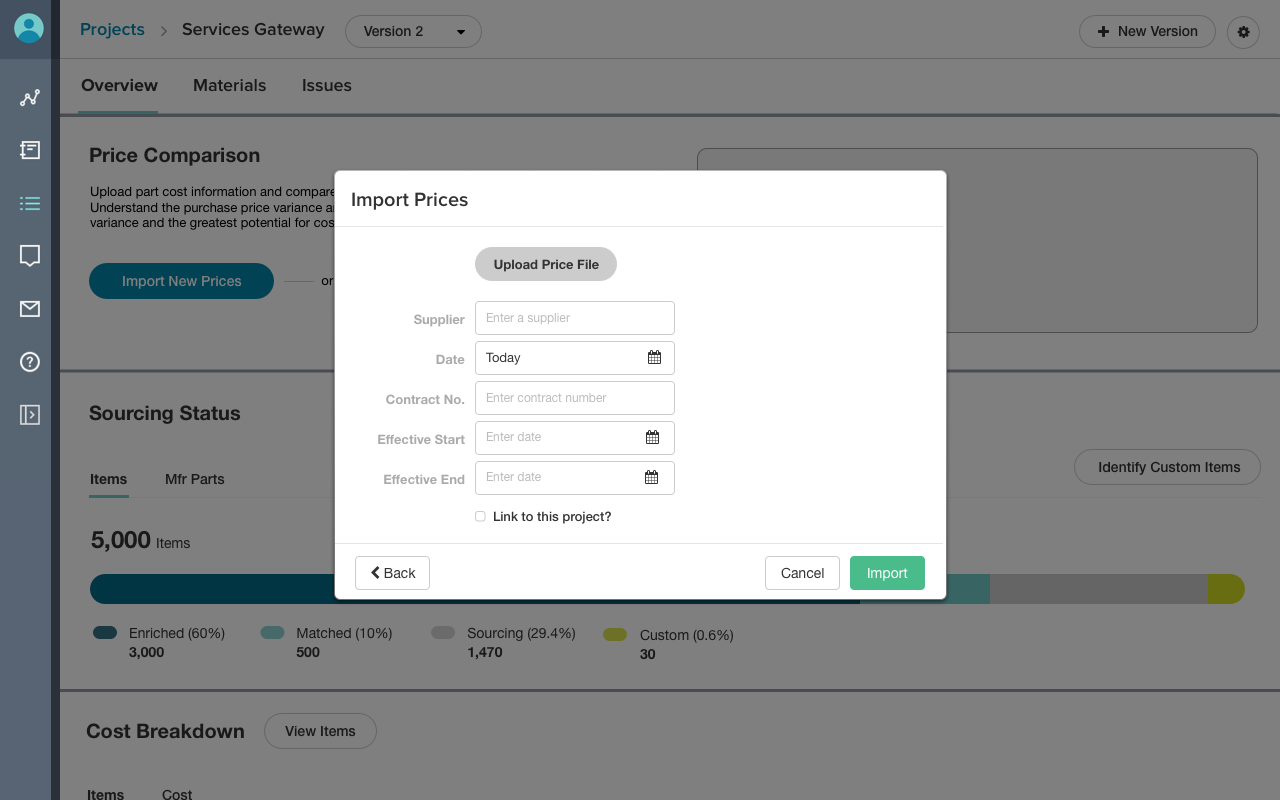 Projects > Services Gateway Version 2 New Version
Overview Materials Issues
Price Comparison
Upload part cost information and compare
Understand the purchase price variance a
variance and the greatest potential for cos
Import New Prices or
Import Prices
Upload Price File
Supplier Enter a supplier
Date Today
Contract No. Enter contract number
Effective Start Enter date
Effective End Enter date
Link to this project?
Back Cancel Import
Sourcing Status
Items Mfr Parts Identify Custom Items
5,000 Items
Enriched (60%) Matched (10%) Sourcing (29.4%) Custom (0.6%)
3,000 500 1,470 30
Cost Breakdown View Items
Items Cost